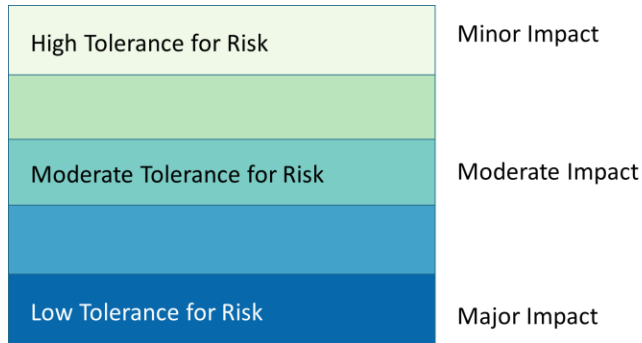 High Tolerance for Risk
Minor Impact
Moderate Tolerance for Risk
Moderate Impact
Low Tolerance for Risk
Major Impact